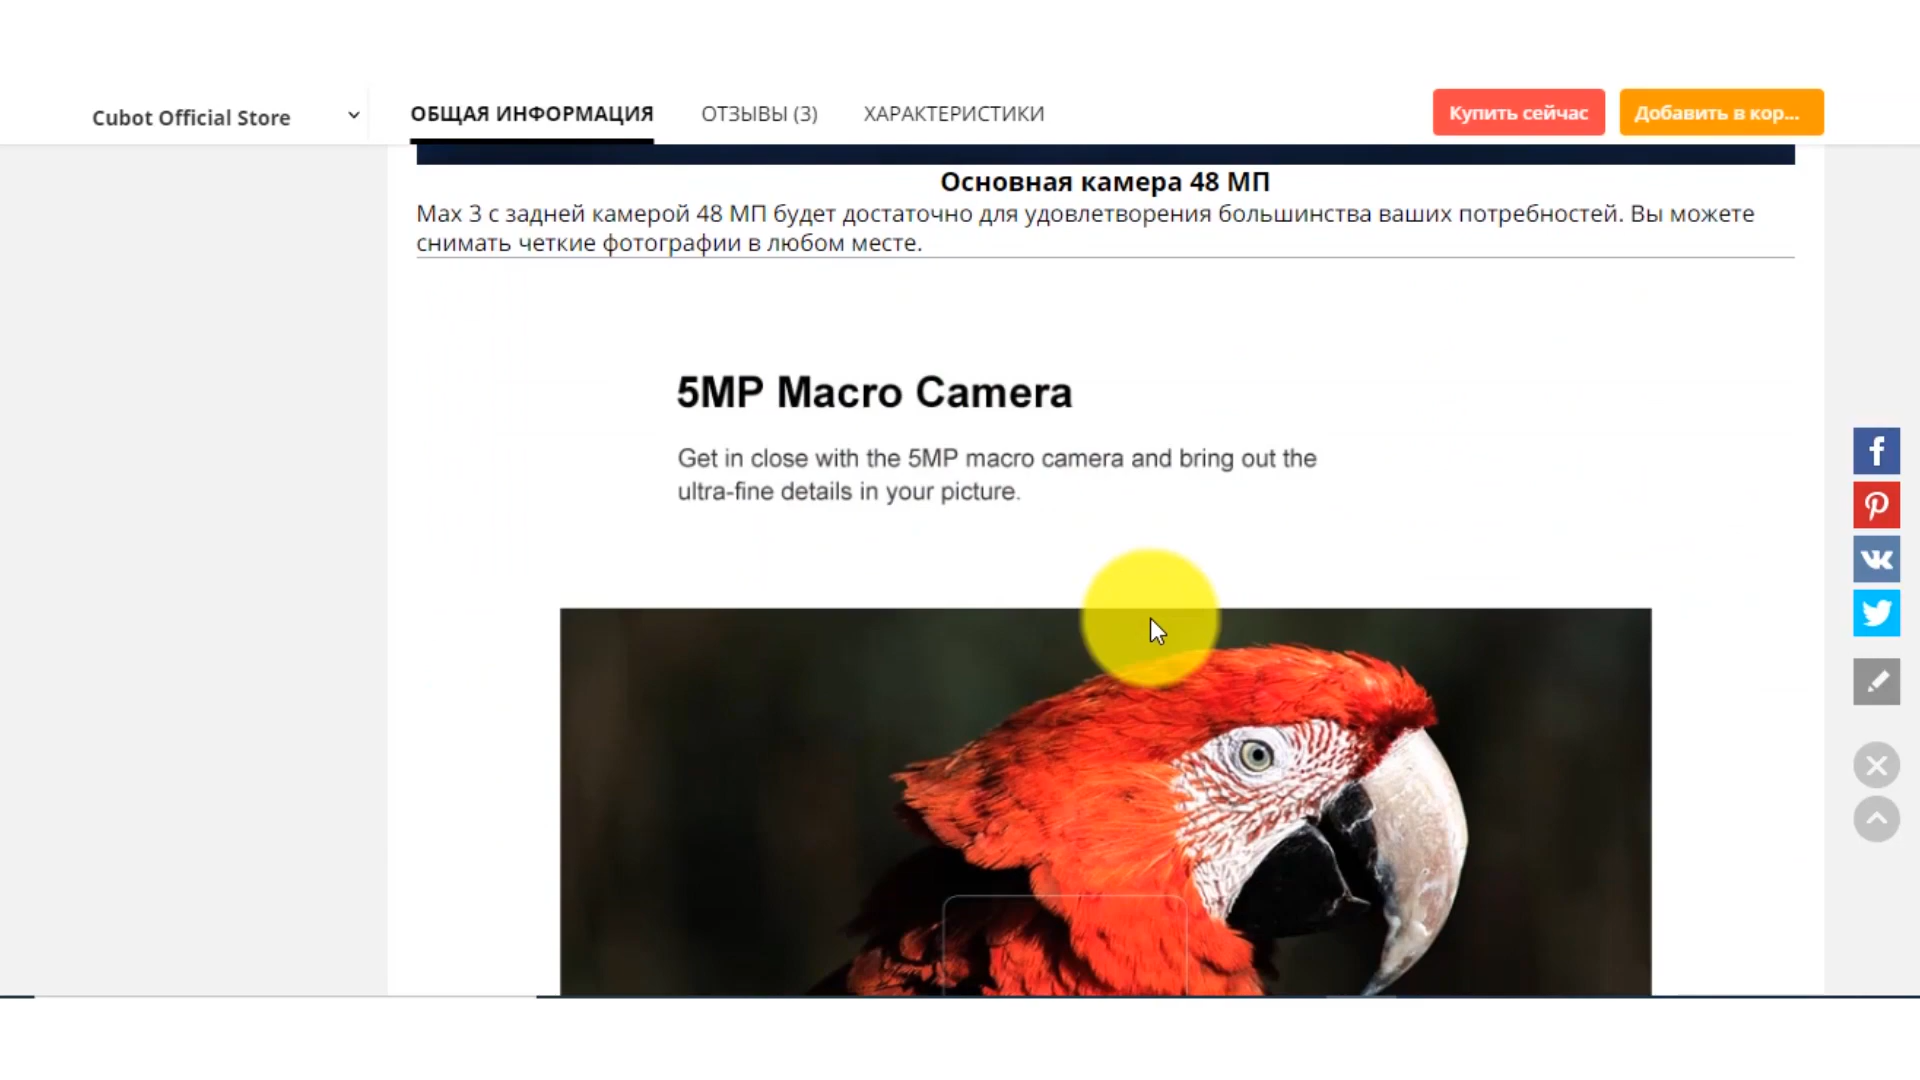 Cubot Official Store
ОБЩАЯ ИНФОРМАЦИЯ
ОТЗЫВЫ (3)
ХАРАКТЕРИСТИКИ
Купить сейчас
Добавить в кор...
Основная камера 48 МП
Max 3 с задней камерой 48 МП будет достаточно для удовлетворения большинства ваших потребностей. Вы можете
снимать четкие фотографии в любом месте.
5MP Macro Camera
Get in close with the 5MP macro camera and bring out the
ultra-fine details in your picture.